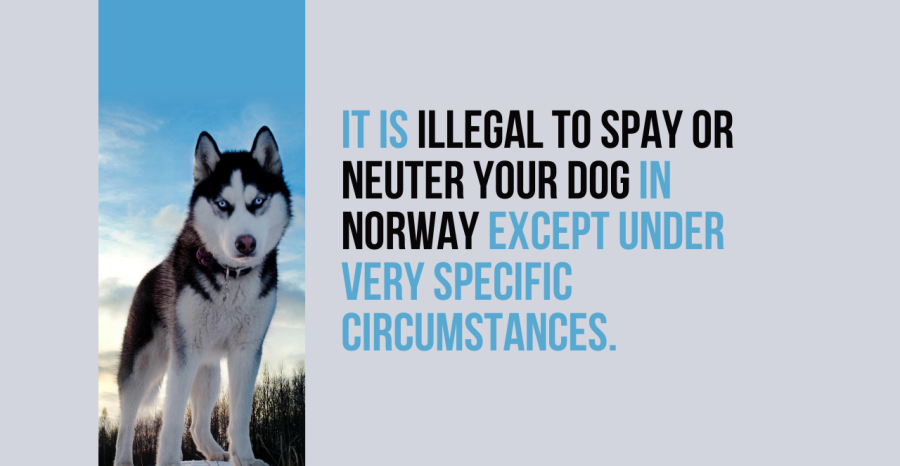 IT IS ILLEGAL TO SPAY OR
NEUTER YOUR DOG IN
NORWAY EXCEPT UNDER
VERY SPECIFIC
CIRCUMSTANCES.